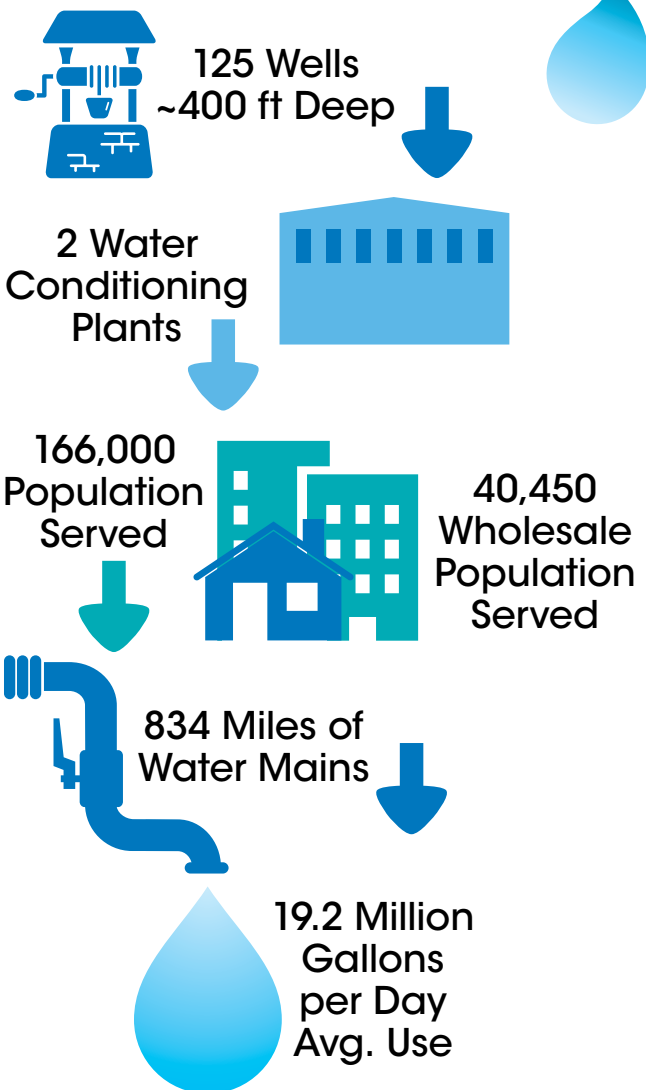 125 Wells
~400 ft Deep
2 Water
Conditioning
Plants
166,000
Population
Served
40,450
Wholesale
Population
Served
834 Miles of
Water Mains
19.2 Million
Gallons
per Day
Avg. Use